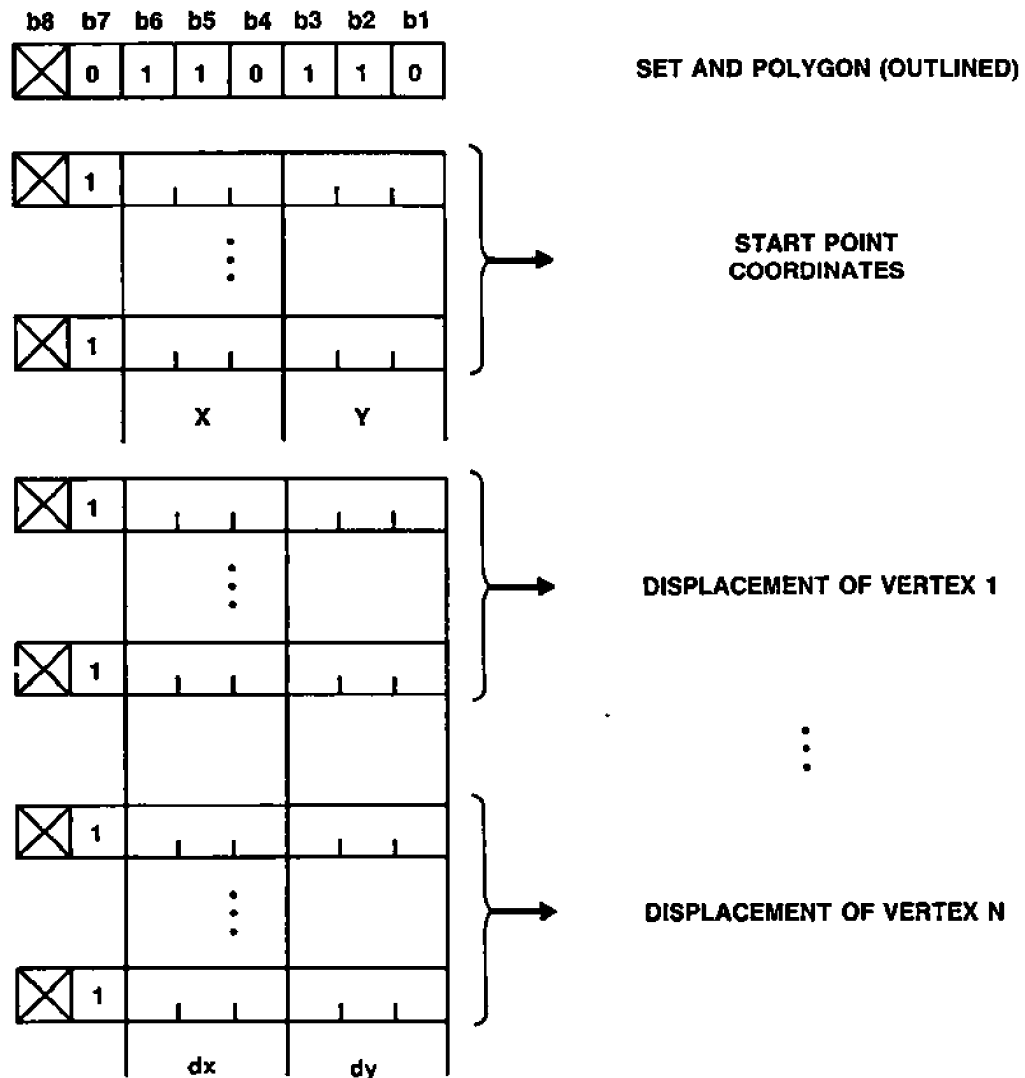 b8 b7 b6 b5 b4 b3 b2 b1
0 1 1 0 1 1 0 SET AND POLYGON (OUTLINED)
1
START POINT
COORDINATES
1
X Y
1
DISPLACEMENT OF VERTEX 1
1
1
DISPLACEMENT OF VERTEX N
1
dx dy